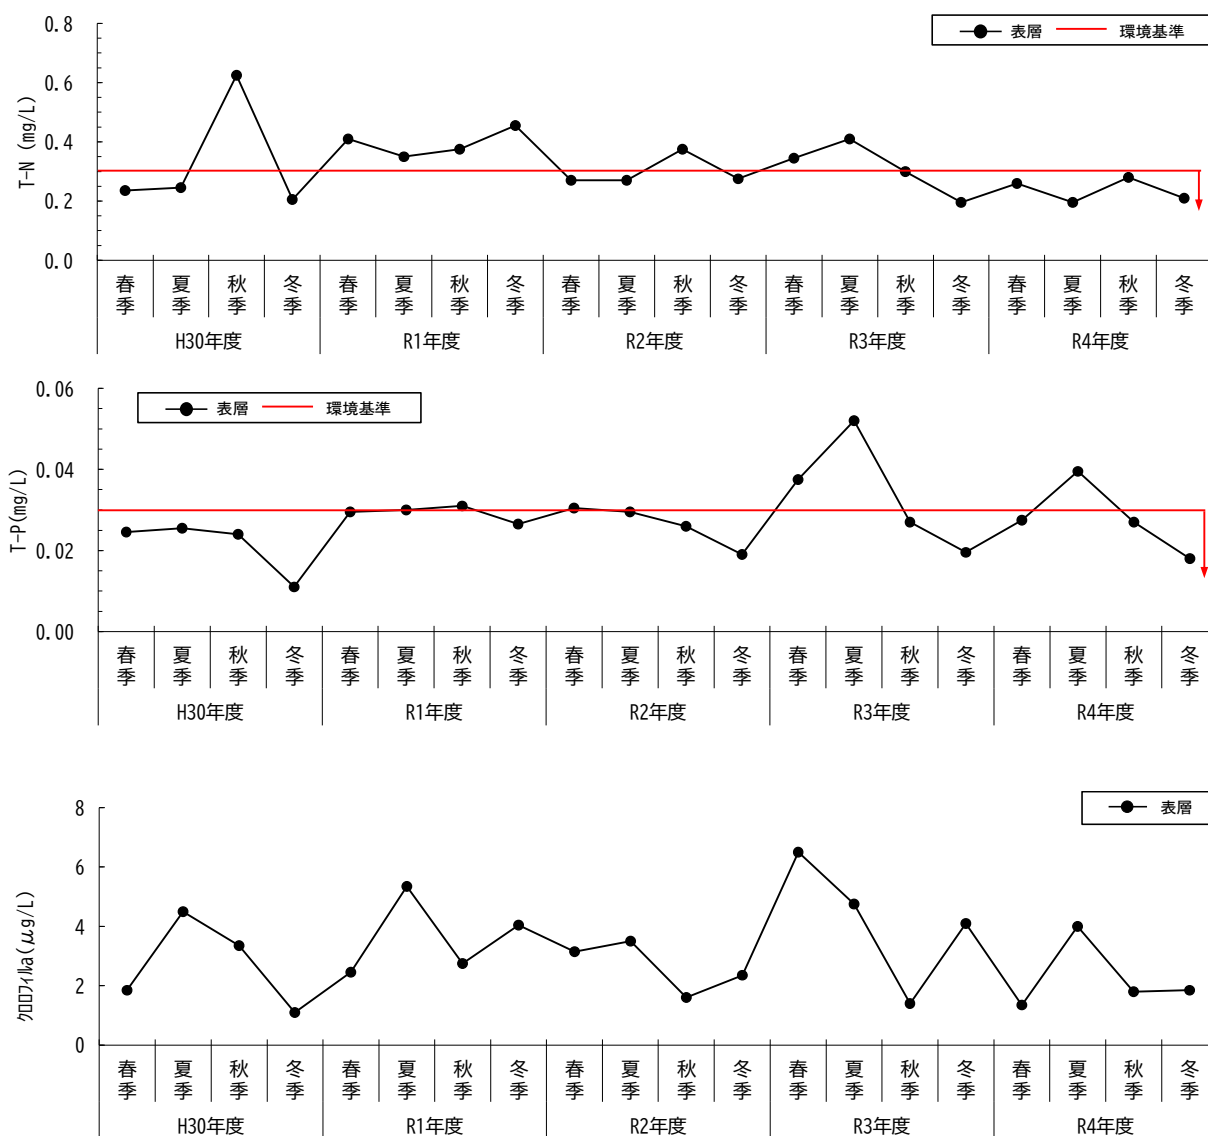 表層 環境基準
T-N (mg/L)
0.8
0.6
0.4
0.2
0.0
春季 夏季 秋季 冬季 春季 夏季 秋季 冬季 春季 夏季 秋季 冬季 春季 夏季 秋季 冬季 春季 夏季 秋季 冬季
H30年度 R1年度 R2年度 R3年度 R4年度
表層 環境基準
T-P(mg/L)
0.06
0.04
0.02
0.00
春季 夏季 秋季 冬季 春季 夏季 秋季 冬季 春季 夏季 秋季 冬季 春季 夏季 秋季 冬季 春季 夏季 秋季 冬季
H30年度 R1年度 R2年度 R3年度 R4年度
表層
クロロフィルa(μg/L)
8
6
4
2
0
春季 夏季 秋季 冬季 春季 夏季 秋季 冬季 春季 夏季 秋季 冬季 春季 夏季 秋季 冬季 春季 夏季 秋季 冬季
H30年度 R1年度 R2年度 R3年度 R4年度